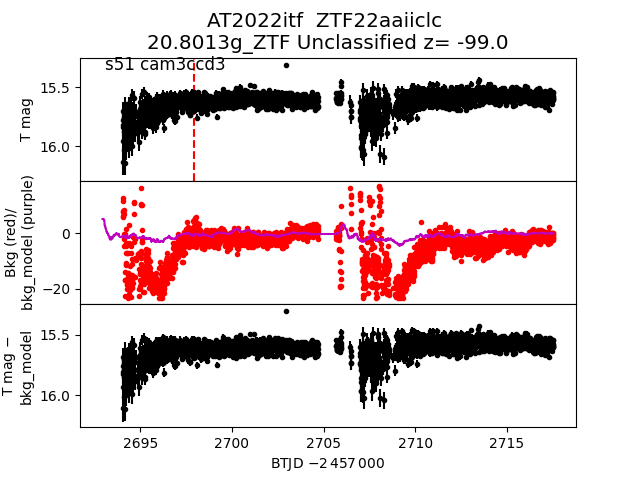 AT2022itf  ZTF22aaiiclc
20.8013g_ZTF Unclassified z= -99.0
s51 cam3ccd3
T mag
15.5
16.0
Bkg (red)/
bkg_model (purple)
0
−20
T mag −
bkg_model
15.5
16.0
2695
2700
2705
2710
2715
BTJD −2 457 000